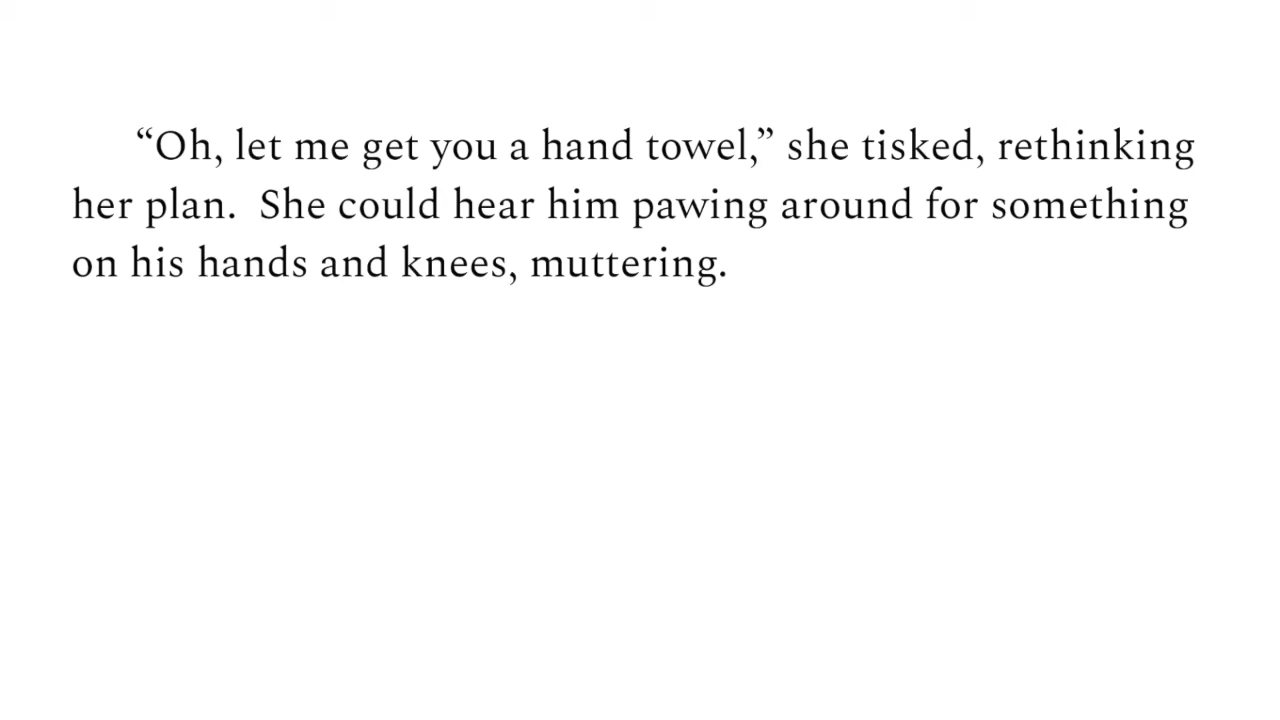 “Oh, let me get you a hand towel,” she tisked, rethinking
her plan.  She could hear him pawing around for something
on his hands and knees, muttering.